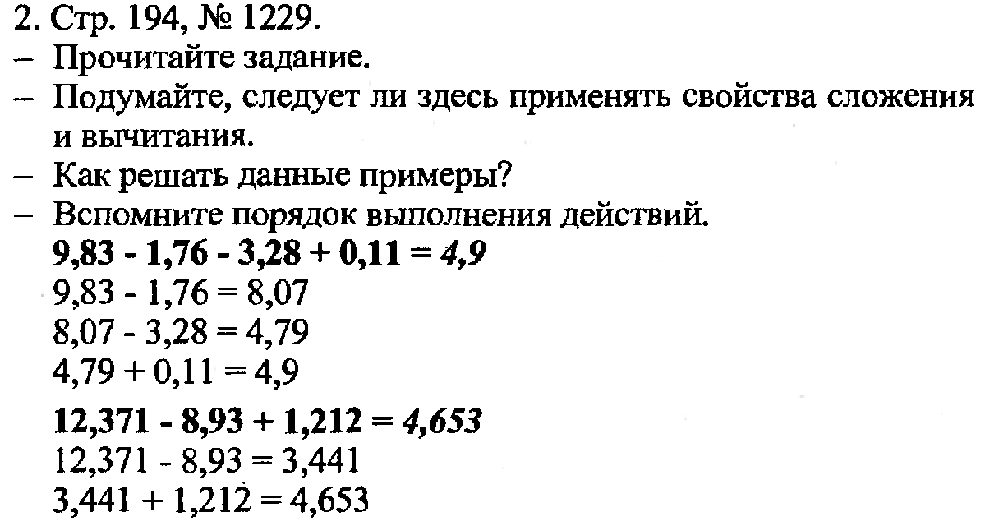 2. Стр. 194, № 1229.
– Прочитайте задание.
– Подумайте, следует ли здесь применять свойства сложения
и вычитания.
– Как решать данные примеры?
– Вспомните порядок выполнения действий.
9,83 - 1,76 - 3,28 + 0,11 = 4,9
9,83 - 1,76 = 8,07
8,07 - 3,28 = 4,79
4,79 + 0,11 = 4,9
12,371 - 8,93 + 1,212 = 4,653
12,371 - 8,93 = 3,441
3,441 + 1,212 = 4,653